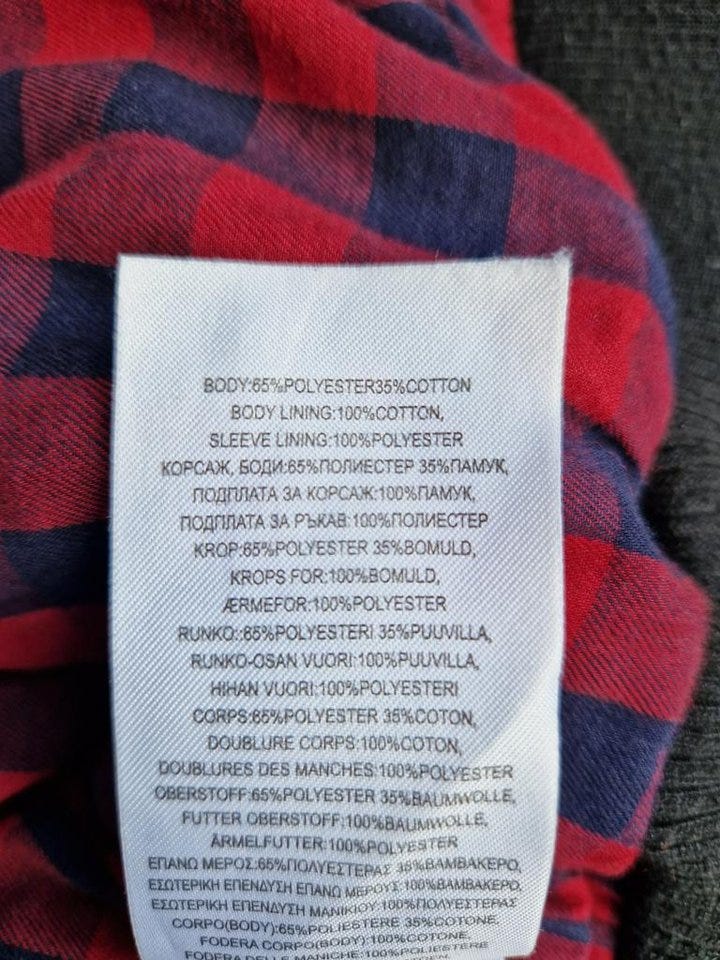 BODY:65%POLYESTER35%COTTON
BODY LINING:100%COTTON,
SLEEVE LINING:100%POLYESTER
КОРСАЖ, БОДИ:65%ПОЛИЕСТЕР 35%ПАМУК,
ПОДПЛАТА ЗА КОРСАЖ:100%ПАМУК,
ПОДПЛАТА ЗА РЪКАВ:100%ПОЛИЕСТЕР
KROP:65%POLYESTER 35%BOMULD,
KROPS FOR:100%BOMULD,
ÆRMEFOR:100%POLYESTER
RUNKO::65%POLYESTERI 35%PUUVILLA,
RUNKO-OSAN VUORI:100%PUUVILLA,
HIHAN VUORI:100%POLYESTERI
CORPS:65%POLYESTER 35%COTON,
DOUBLURE CORPS:100%COTON,
DOUBLURES DES MANCHES:100%POLYESTER
OBERSTOFF:65%POLYESTER 35%BAUMWOLLE,
FUTTER OBERSTOFF:100%BAUMWOLLE,
ÄRMELFUTTER:100%POLYESTER
ΕΠΑΝΩ ΜΕΡΟΣ:65%ΠΟΛΥΕΣΤΕΡΑΣ 35%ΒΑΜΒΑΚΕΡΟ,
ΕΣΩΤΕΡΙΚΗ ΕΠΕΝΔΥΣΗ ΕΠΑΝΩ ΜΕΡΟΥΣ:100%ΒΑΜΒΑΚΕΡΟ,
ΕΣΩΤΕΡΙΚΗ ΕΠΕΝΔΥΣΗ ΜΑΝΙΚΙΟΥ:100%ΠΟΛΥΕΣΤΕΡΑΣ
CORPO(BODY):65%POLIESTERE 35%COTONE,
FODERA CORPO(BODY):100%COTONE,
FODERA DELLE MANICHE:100%POLIESTERE